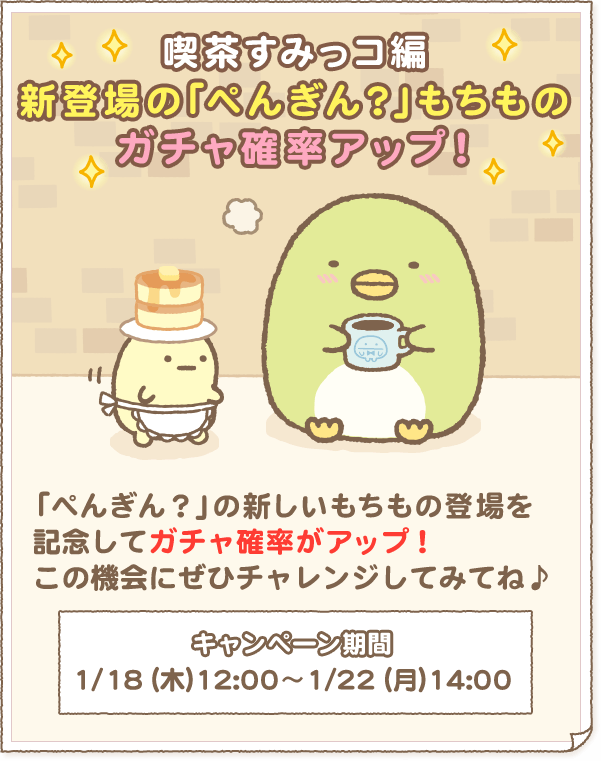 喫茶すみっコ編
新登場の｢ぺんぎん?｣もちもの
ガチャ確率アップ!
｢ぺんぎん？｣の新しいもちもの登場を
記念してガチャ確率がアップ！
この機会にぜひチャレンジしてみてね♪
キャンペーン期間
1/18 (木)12:00～1/22 (月)14:00